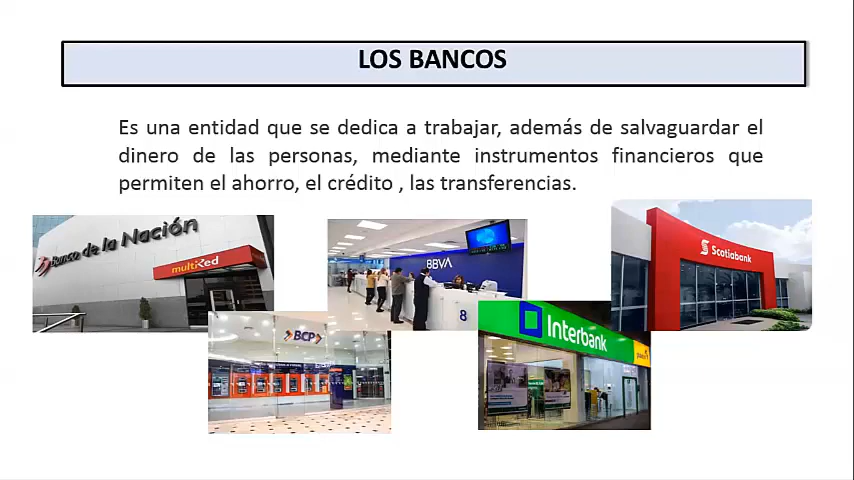 LOS BANCOS
Es una entidad que se dedica a trabajar, además de salvaguardar el
dinero de las personas, mediante instrumentos financieros que
permiten el ahorro, el crédito , las transferencias.
Banco de la Nación
multired
BBVA
8
Scotiabank
BCP
Interbank